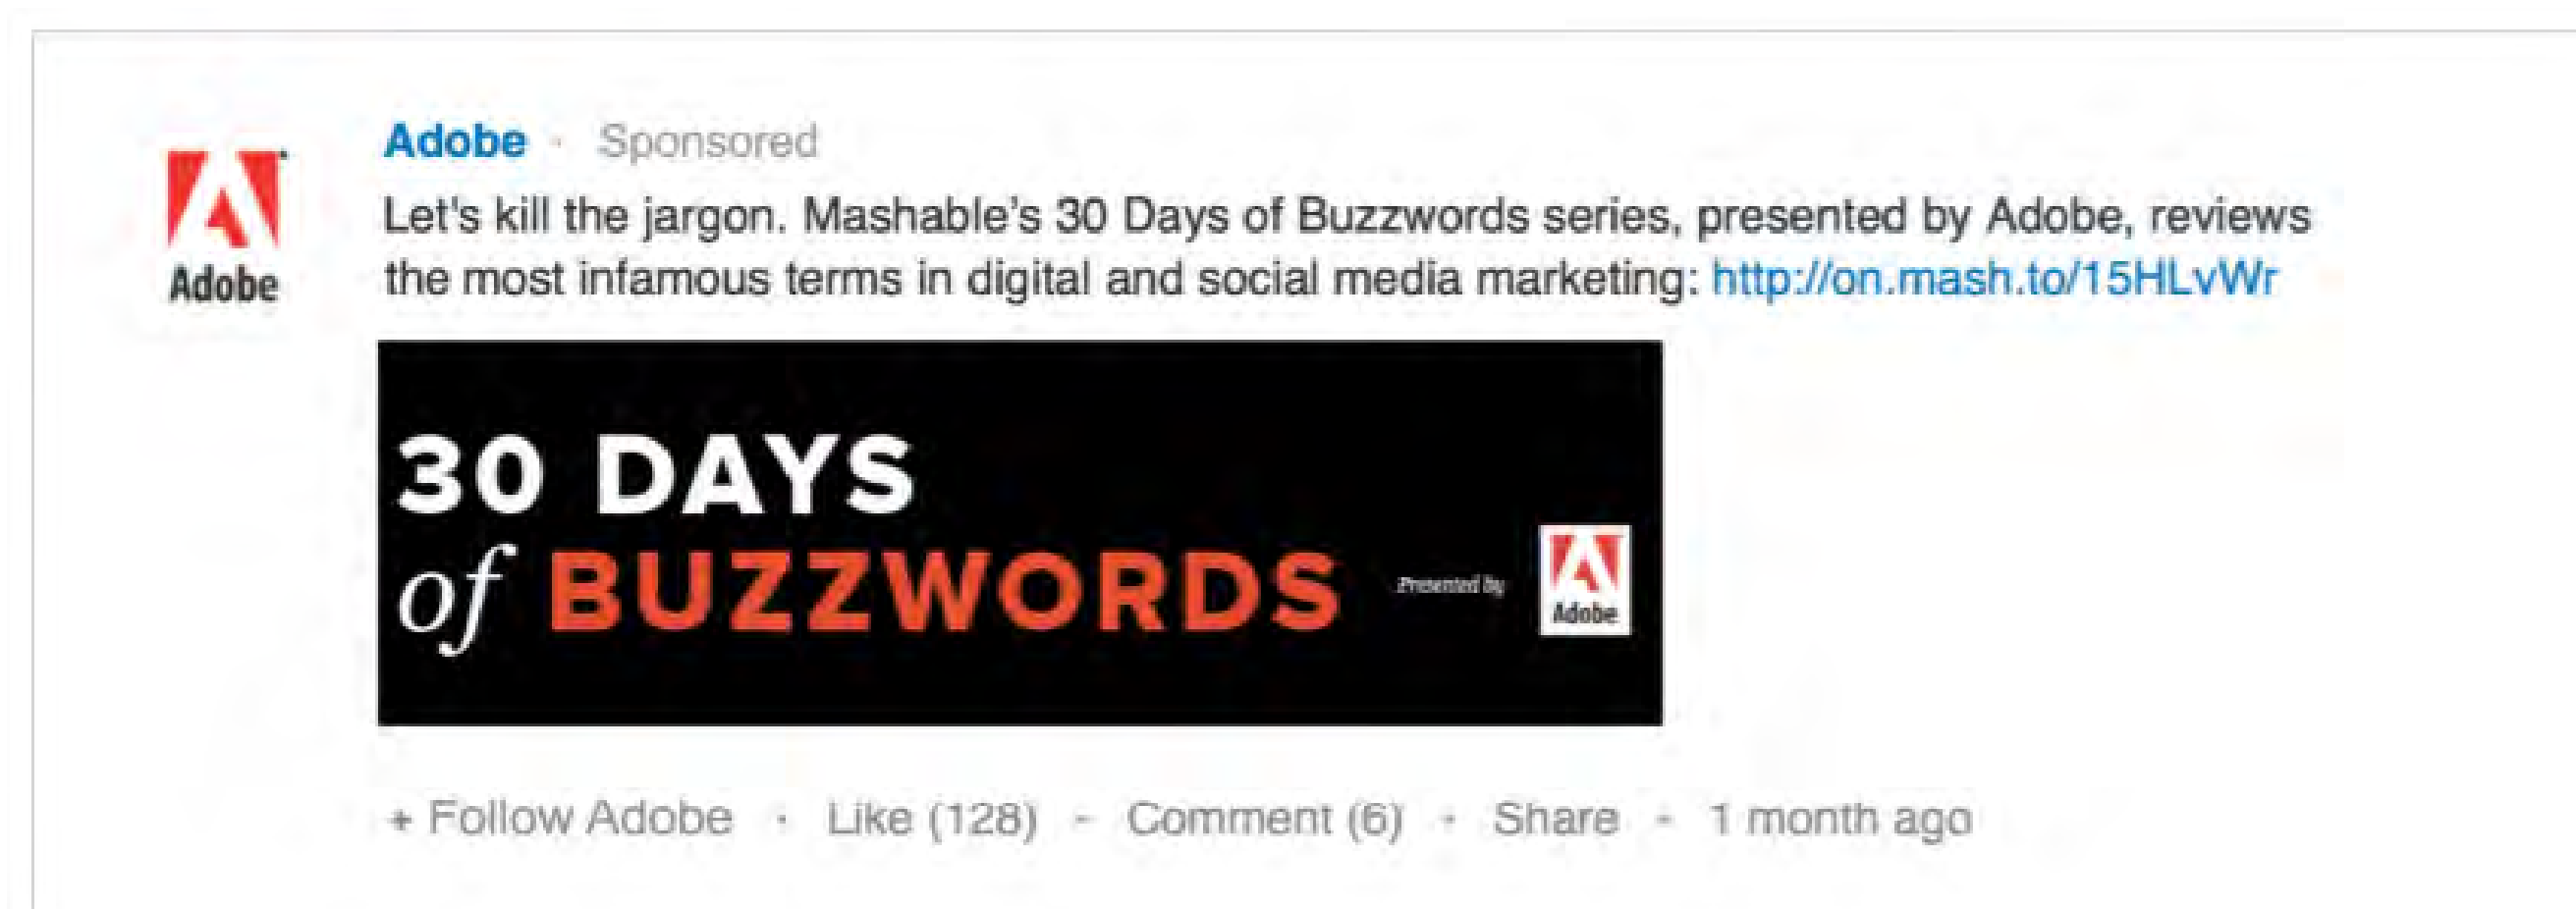 Adobe · Sponsored
Let's kill the jargon. Mashable's 30 Days of Buzzwords series, presented by Adobe, reviews
the most infamous terms in digital and social media marketing: http://on.mash.to/15HLvWr
Adobe
30 DAYS
of BUZZWORDS
Presented by
Adobe
+ Follow Adobe · Like (128) · Comment (6) · Share · 1 month ago